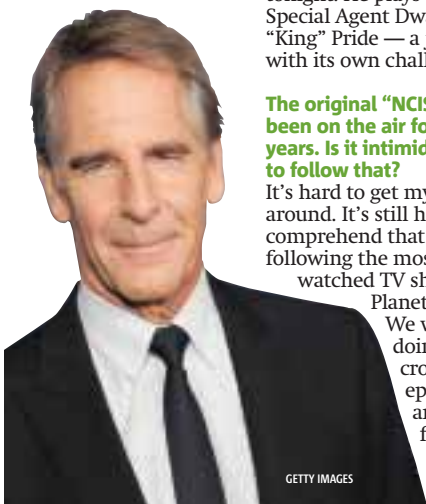 Special Agent Dwa
“King” Pride — a
with its own chall
The original “NCIS
been on the air fo
years. Is it intimid
to follow that?
It’s hard to get my
around. It’s still h
comprehend that
following the mos
watched TV sh
Planet
We w
doin
cro
ep
ar
f
GETTY IMAGES